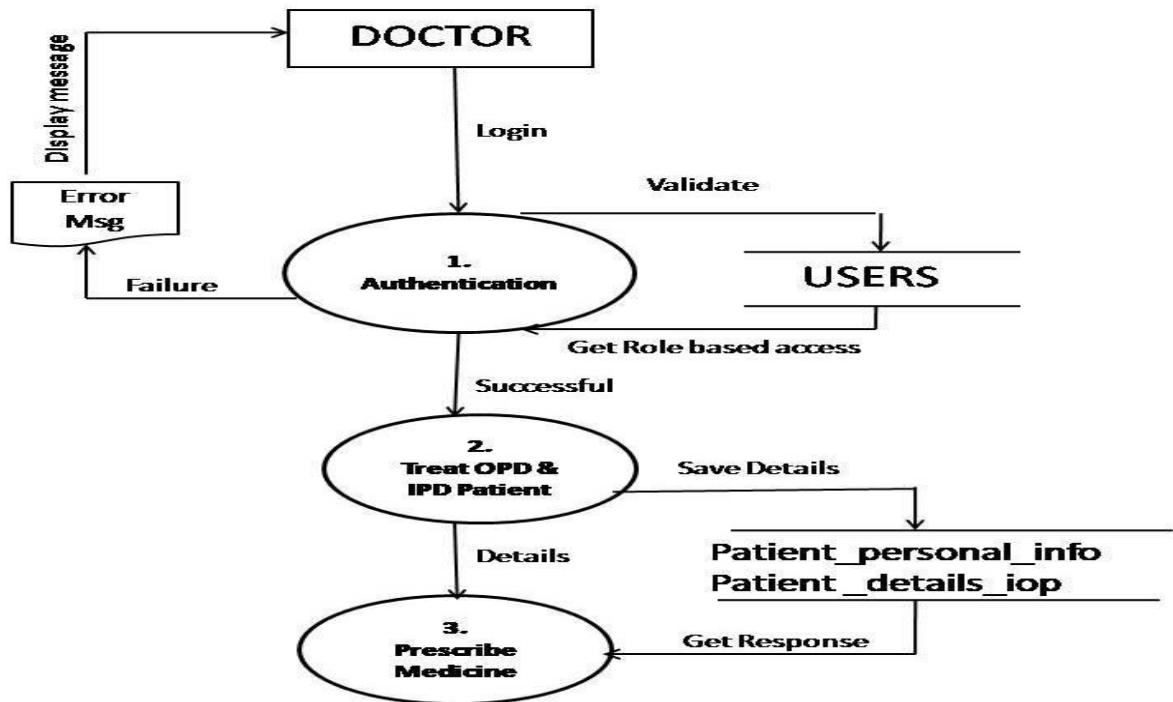 DOCTOR
Display message
Login
Validate
Error
Msg
1.
Authentication
USERS
Failure
Get Role based access
Successful
2.
Treat OPD &
IPD Patient
Save Details
Details
Patient_personal_info
Patient _details_iop
3.
Prescribe
Medicine
Get Response